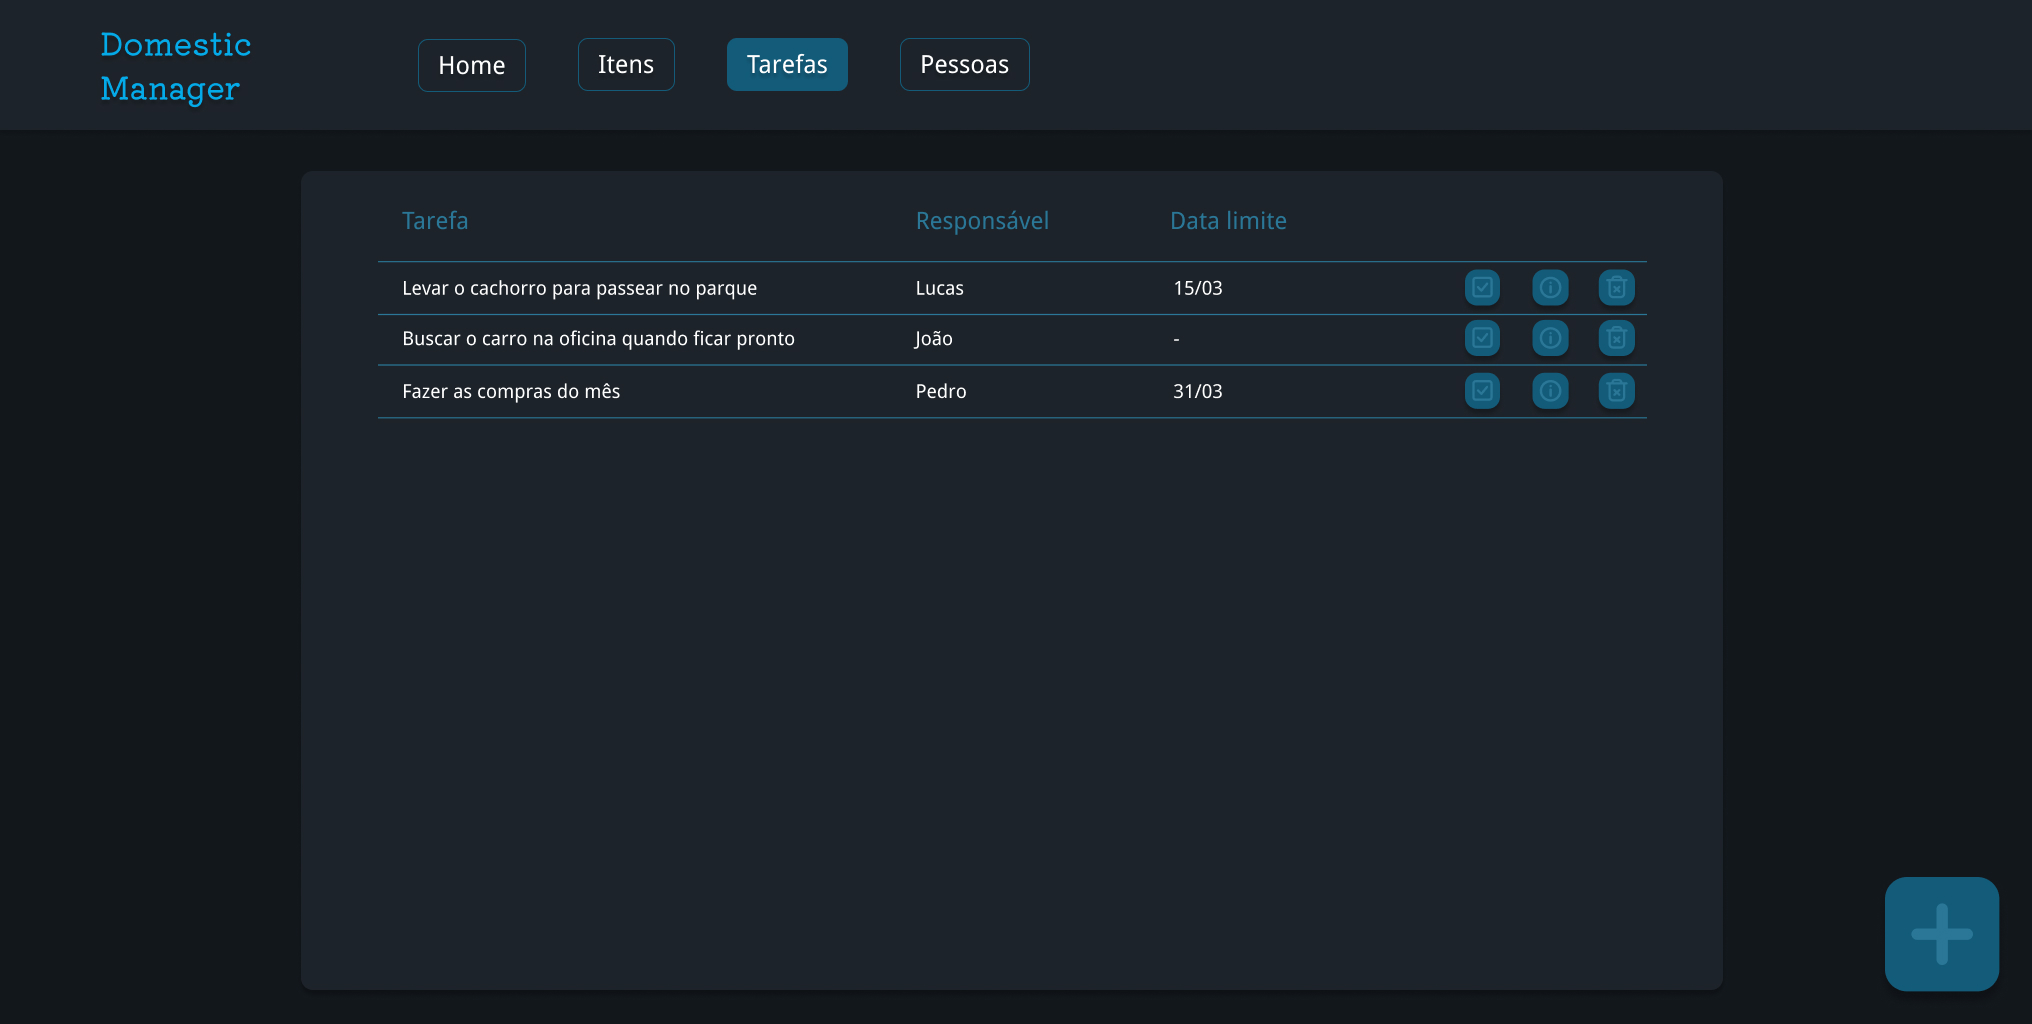 Domestic
Manager
Home
Itens
Tarefas
Pessoas
Tarefa Responsável Data limite
Levar o cachorro para passear no parque Lucas 15/03
Buscar o carro na oficina quando ficar pronto João -
Fazer as compras do mês Pedro 31/03